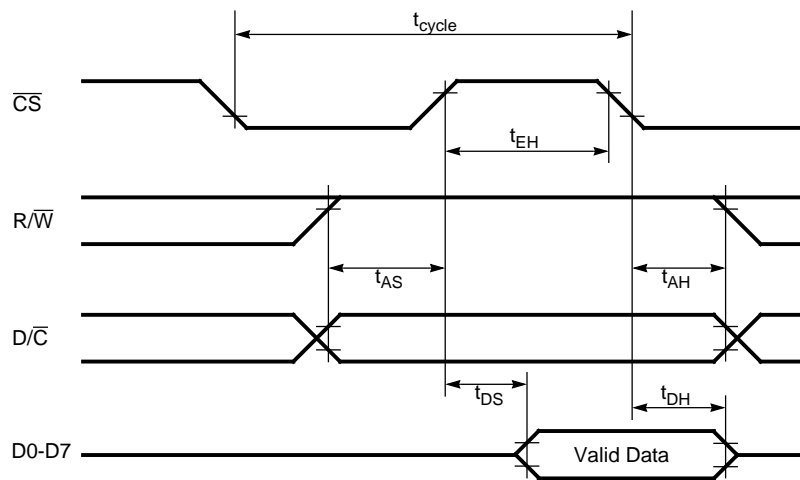 tcycle
CS
tEH
R/W
tAS
tAH
D/C
tDS
tDH
D0-D7
Valid Data